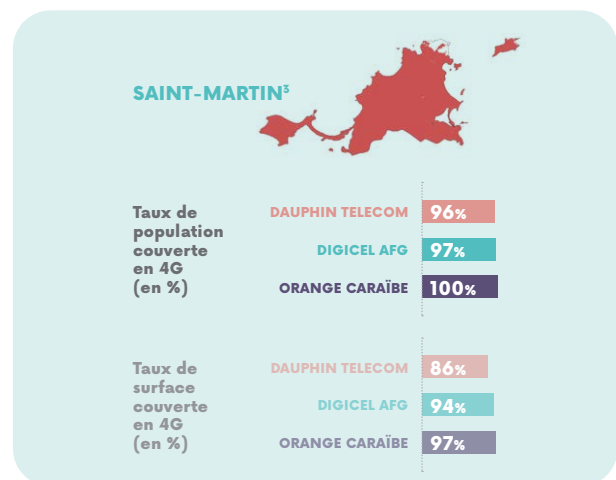 SAINT-MARTIN³
Taux de
population
couverte
en 4G
(en %)
DAUPHIN TELECOM 96%
DIGICEL AFG 97%
ORANGE CARAÏBE 100%
Taux de
surface
couverte
en 4G
(en %)
DAUPHIN TELECOM 86%
DIGICEL AFG 94%
ORANGE CARAÏBE 97%